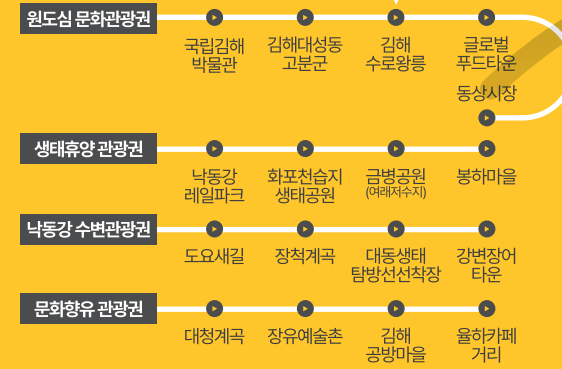 원도심 문화관광권
국립김해
박물관
김해대성동
고분군
김해
수로왕릉
글로벌
푸드타운
동상시장
생태휴양 관광권
낙동강
레일파크
화포천습지
생태공원
금병공원
(여래저수지)
봉하마을
낙동강 수변관광권
도요새길
장척계곡
대동생태
탐방선선착장
강변장어
타운
문화향유 관광권
대청계곡
장유예술촌
김해
공방마을
율하카페
거리